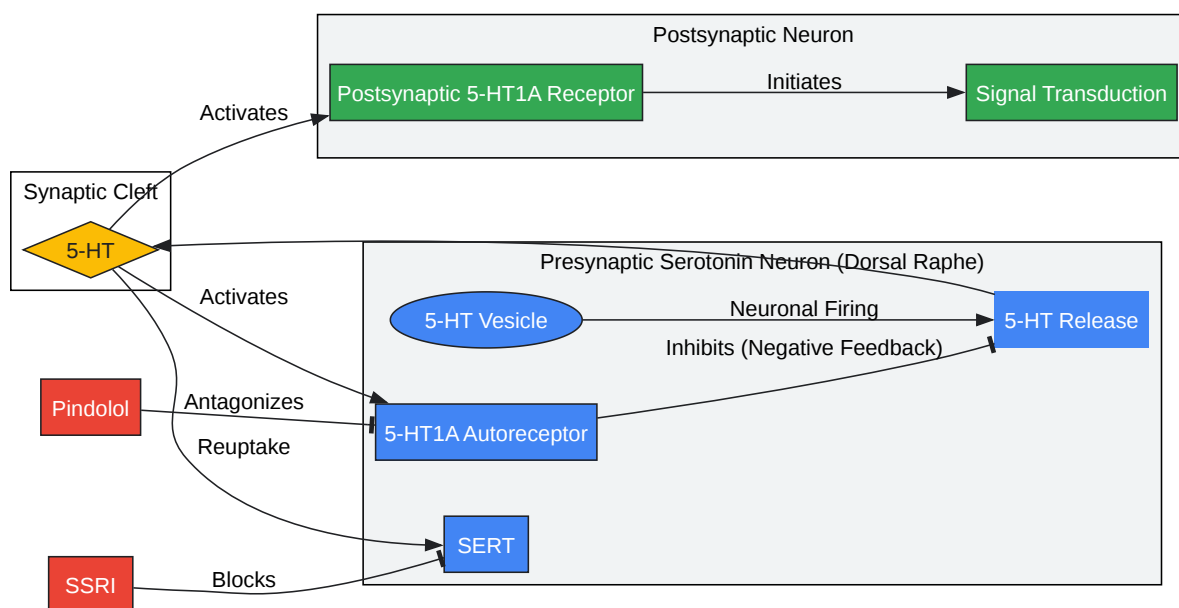 Postsynaptic Neuron
Postsynaptic 5-HT1A Receptor
Initiates
Signal Transduction
Activates
Synaptic Cleft
5-HT
Presynaptic Serotonin Neuron (Dorsal Raphe)
Activates
5-HT Vesicle
Neuronal Firing
5-HT Release
Inhibits (Negative Feedback)
Pindolol
Antagonizes
5-HT1A Autoreceptor
Reuptake
SERT
SSRI
Blocks